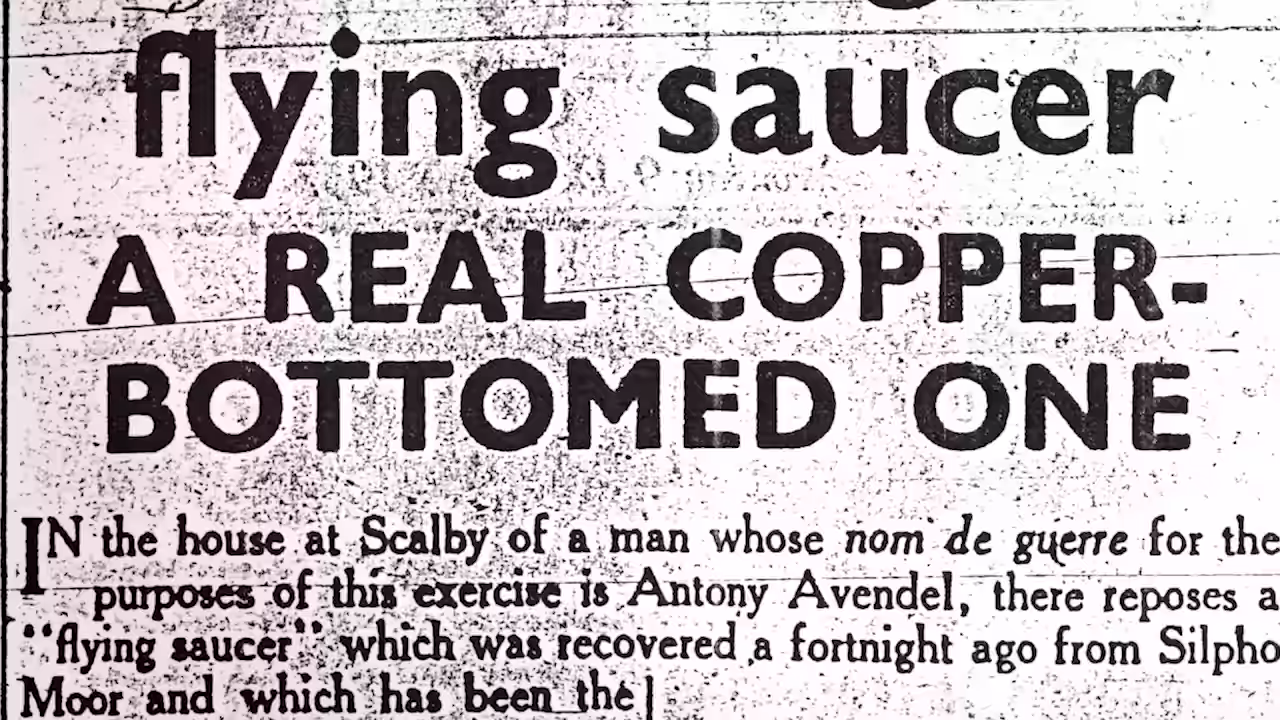 flying saucer
A REAL COPPER-
BOTTOMED ONE
IN the house at Scalby of a man whose nom de guerre for the
purposes of this exercise is Antony Avendel, there reposes a
"flying saucer" which was recovered a fortnight ago from Silpho
Moor and which has been the